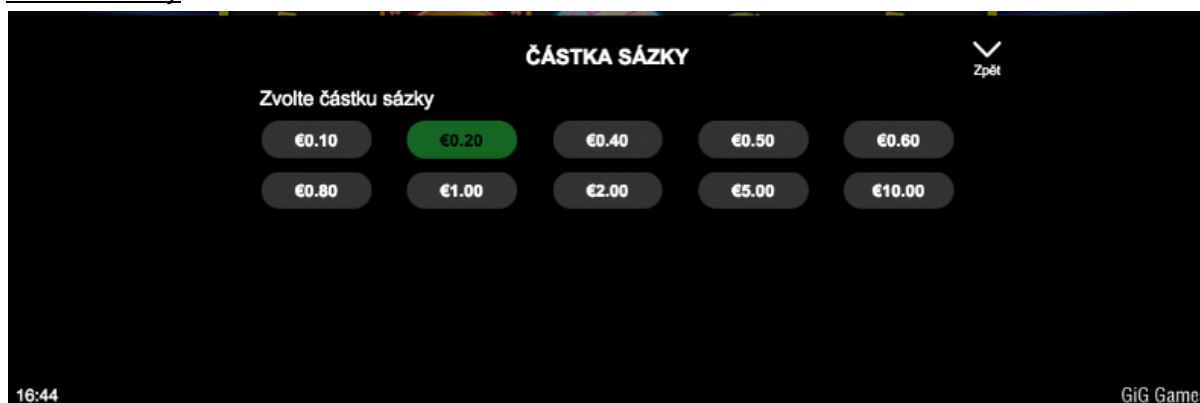 ČÁSTKA SÁZKY
Zpět
Zvolte částku sázky
€0.10 €0.20 €0.40 €0.50 €0.60
€0.80 €1.00 €2.00 €5.00 €10.00
16:44 GiG Game